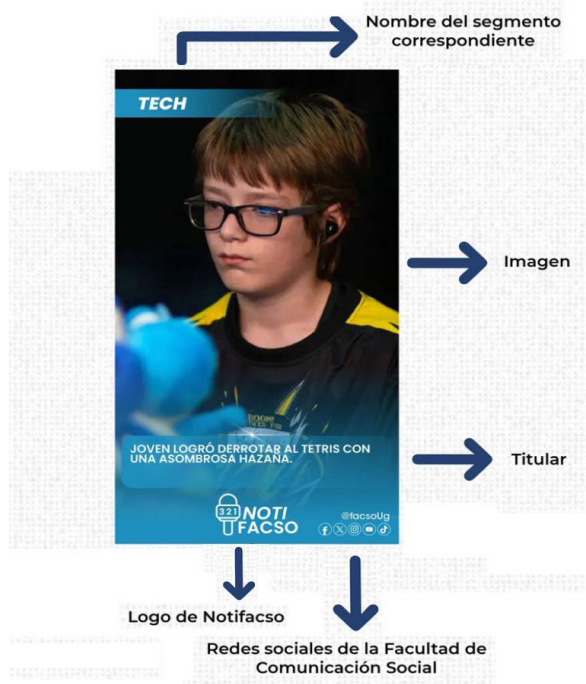 Nombre del segmento
correspondiente
TECH
Imagen
BOOM!
JOVEN LOGRÓ DERROTAR AL TETRIS CON
UNA ASOMBROSA HAZAÑA.
Titular
321
NOTI
FACSO
@facsoUg
Logo de Notifacso
Redes sociales de la Facultad de
Comunicación Social